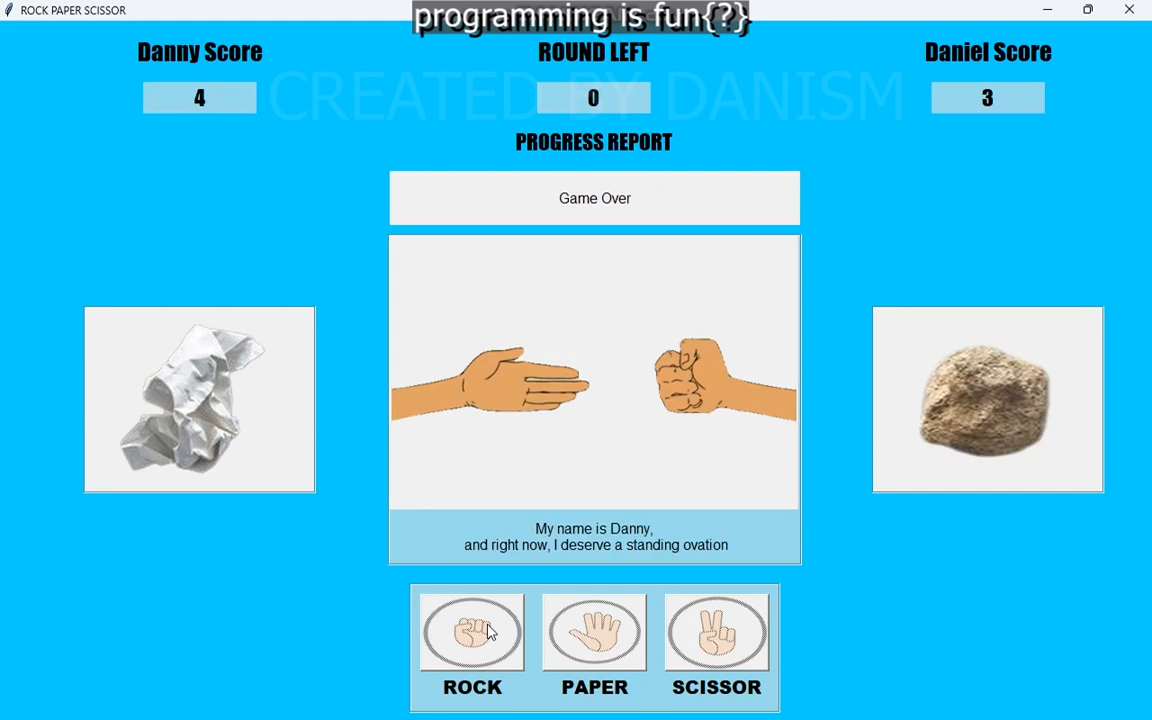 ROCK PAPER SCISSOR
programming is fun{?}
Danny Score
ROUND LEFT
Daniel Score
4
0
3
CREATED BY DANISM
PROGRESS REPORT
Game Over
My name is Danny,
and right now, I deserve a standing ovation
ROCK
PAPER
SCISSOR